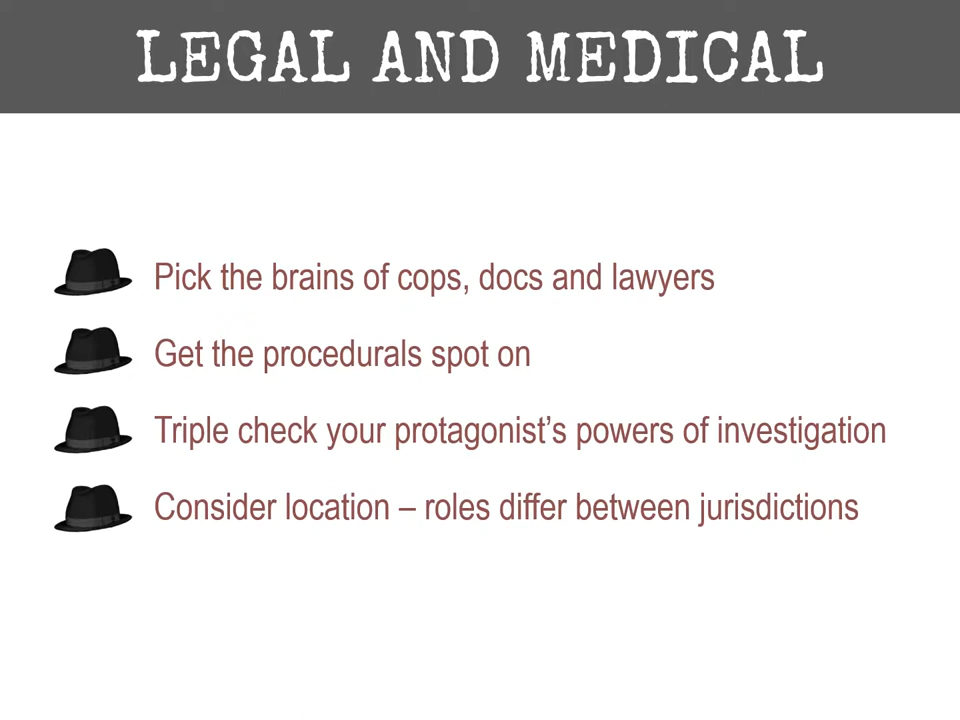 LEGAL AND MEDICAL
Pick the brains of cops, docs and lawyers
Get the procedurals spot on
Triple check your protagonist’s powers of investigation
Consider location – roles differ between jurisdictions